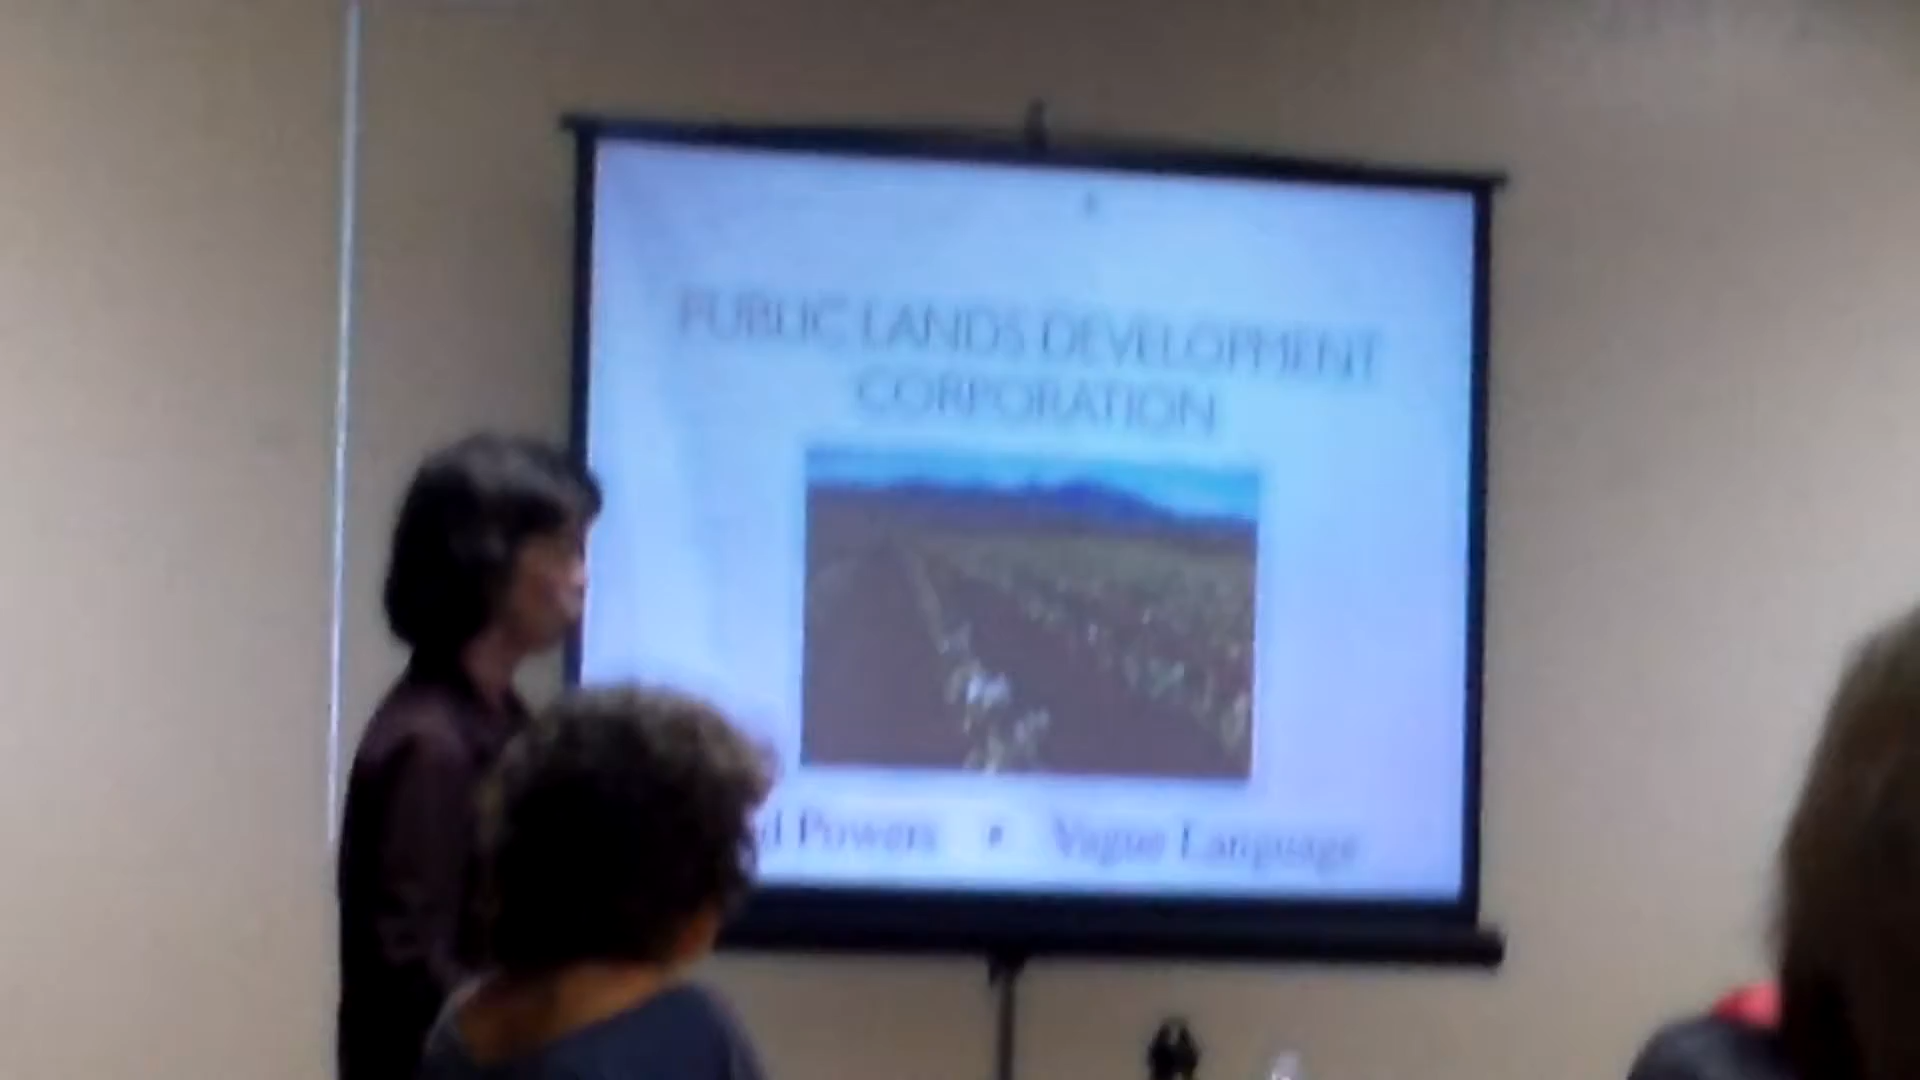 PUBLIC LANDS DEVELOPMENT
CORPORATION
d Powers • Vague Language